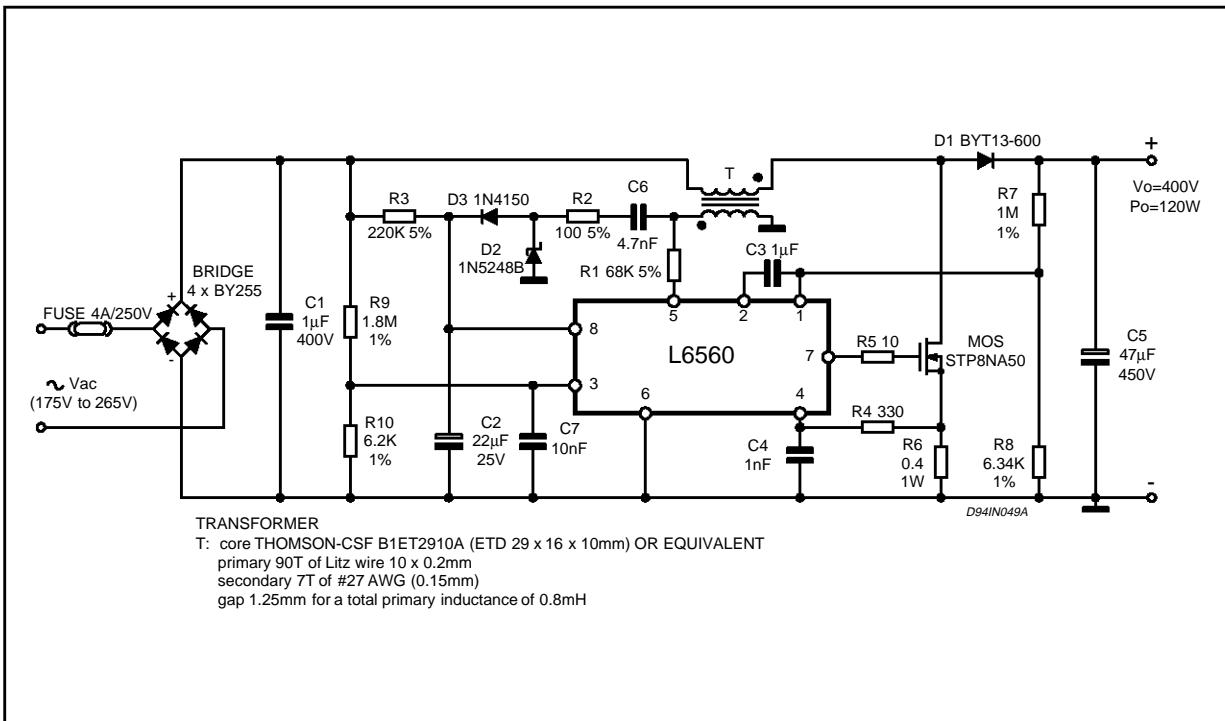 D1 BYT13-600
+
T
Vo=400V
Po=120W
R3
220K 5%
D3 1N4150
R2
100 5%
C6
4.7nF
R7
1M
1%
D2
1N5248B
R1 68K 5%
C3 1µF
BRIDGE
4 x BY255
+
-
FUSE 4A/250V
C1
1µF
400V
R9
1.8M
1%
5
2
1
8
L6560
7
R5 10
MOS
STP8NA50
C5
47µF
450V
Vac
(175V to 265V)
3
6
4
R10
6.2K
1%
C2
22µF
25V
C7
10nF
C4
1nF
R4 330
R6
0.4
1W
R8
6.34K
1%
-
D94IN049A
TRANSFORMER
T: core THOMSON-CSF B1ET2910A (ETD 29 x 16 x 10mm) OR EQUIVALENT
primary 90T of Litz wire 10 x 0.2mm
secondary 7T of #27 AWG (0.15mm)
gap 1.25mm for a total primary inductance of 0.8mH